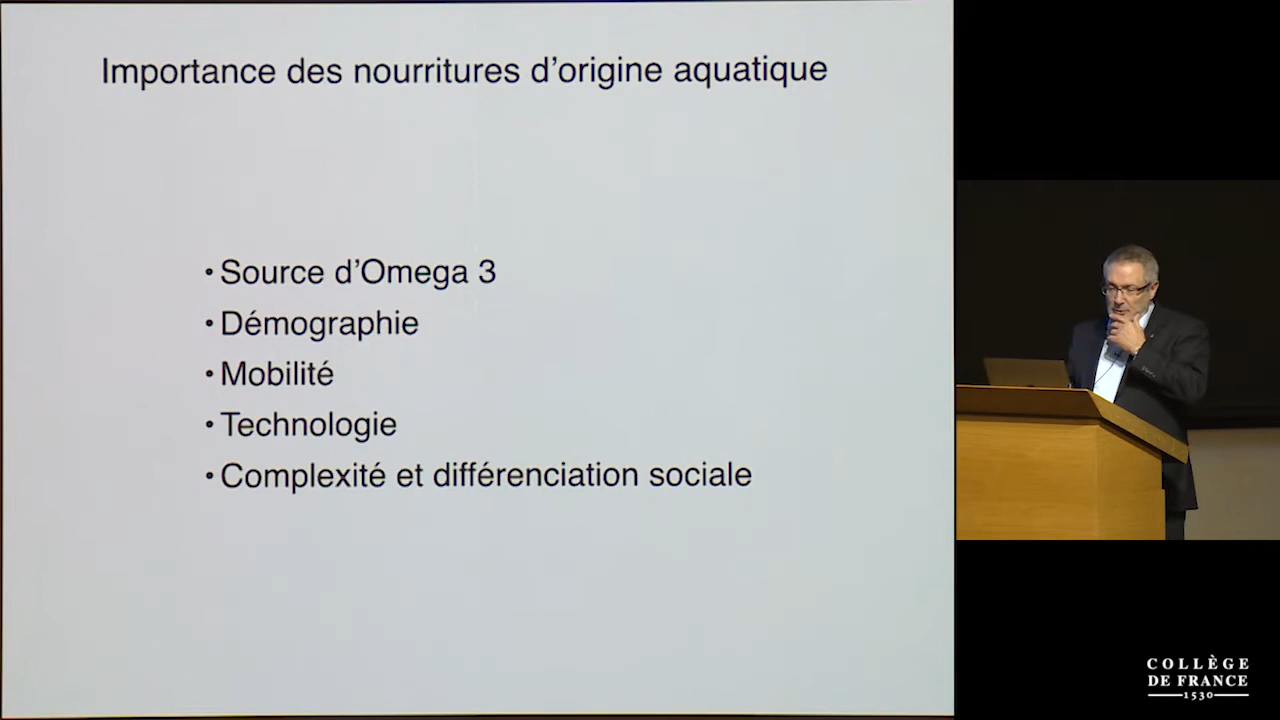 Importance des nourritures d’origine aquatique
• Source d’Omega 3
• Démographie
• Mobilité
• Technologie
• Complexité et différenciation sociale
COLLÈGE
DE FRANCE
1530